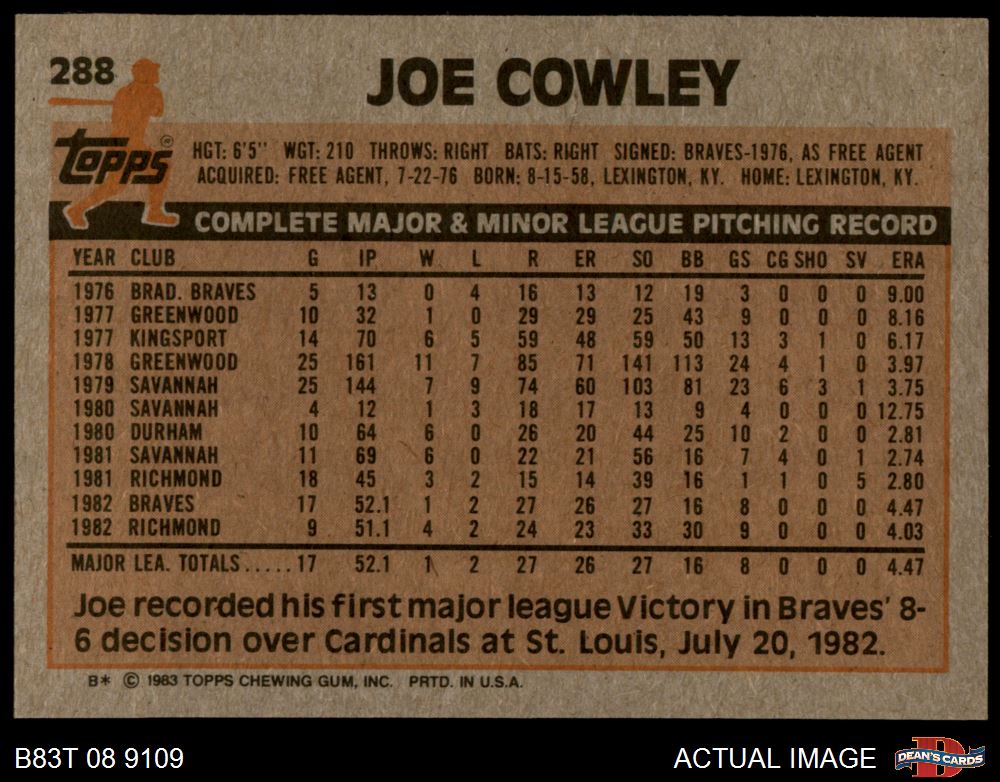 288
JOE COWLEY
Topps®
HGT: 6'5" WGT: 210 THROWS: RIGHT BATS: RIGHT SIGNED: BRAVES-1976, AS FREE AGENT
ACQUIRED: FREE AGENT, 7-22-76 BORN: 8-15-58, LEXINGTON, KY. HOME: LEXINGTON, KY.
COMPLETE MAJOR & MINOR LEAGUE PITCHING RECORD
YEAR CLUB G IP W L R ER SO BB GS CG SHO SV ERA
1976 BRAD. BRAVES 5 13 0 4 16 13 12 19 3 0 0 0 9.00
1977 GREENWOOD 10 32 1 0 29 29 25 43 9 0 0 0 8.16
1977 KINGSPORT 14 70 6 5 59 48 59 50 13 3 1 0 6.17
1978 GREENWOOD 25 161 11 7 85 71 141 113 24 4 1 0 3.97
1979 SAVANNAH 25 144 7 9 74 60 103 81 23 6 3 1 3.75
1980 SAVANNAH 4 12 1 3 18 17 13 9 4 0 0 0 12.75
1980 DURHAM 10 64 6 0 26 20 44 25 10 2 0 0 2.81
1981 SAVANNAH 11 69 6 0 22 21 56 16 7 4 0 1 2.74
1981 RICHMOND 18 45 3 2 15 14 39 16 1 1 0 5 2.80
1982 BRAVES 17 52.1 1 2 27 26 27 16 8 0 0 0 4.47
1982 RICHMOND 9 51.1 4 2 24 23 33 30 9 0 0 0 4.03
MAJOR LEA. TOTALS.....17 52.1 1 2 27 26 27 16 8 0 0 0 4.47
Joe recorded his first major league Victory in Braves' 8-
6 decision over Cardinals at St. Louis, July 20, 1982.
B* © 1983 TOPPS CHEWING GUM, INC. PRTD. IN U.S.A.
B83T 08 9109
ACTUAL IMAGE
D
DEAN'S CARDS